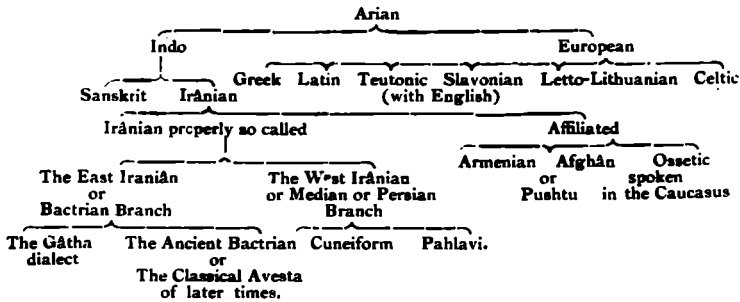 Arian
Indo European
Greek Latin Teutonic Slavonian Letto-Lithuanian Celtic
(with English)
Sanskrit Irânian
Irânian properly so called Affiliated
Armenian Afghân Ossetic
or spoken
Pushtu in the Caucasus
The East Iraniân The West Irânian
or or Median or Persian
Bactrian Branch Branch
The Gâtha The Ancient Bactrian Cuneiform Pahlavi.
dialect or
The Classical Avesta
of later times.